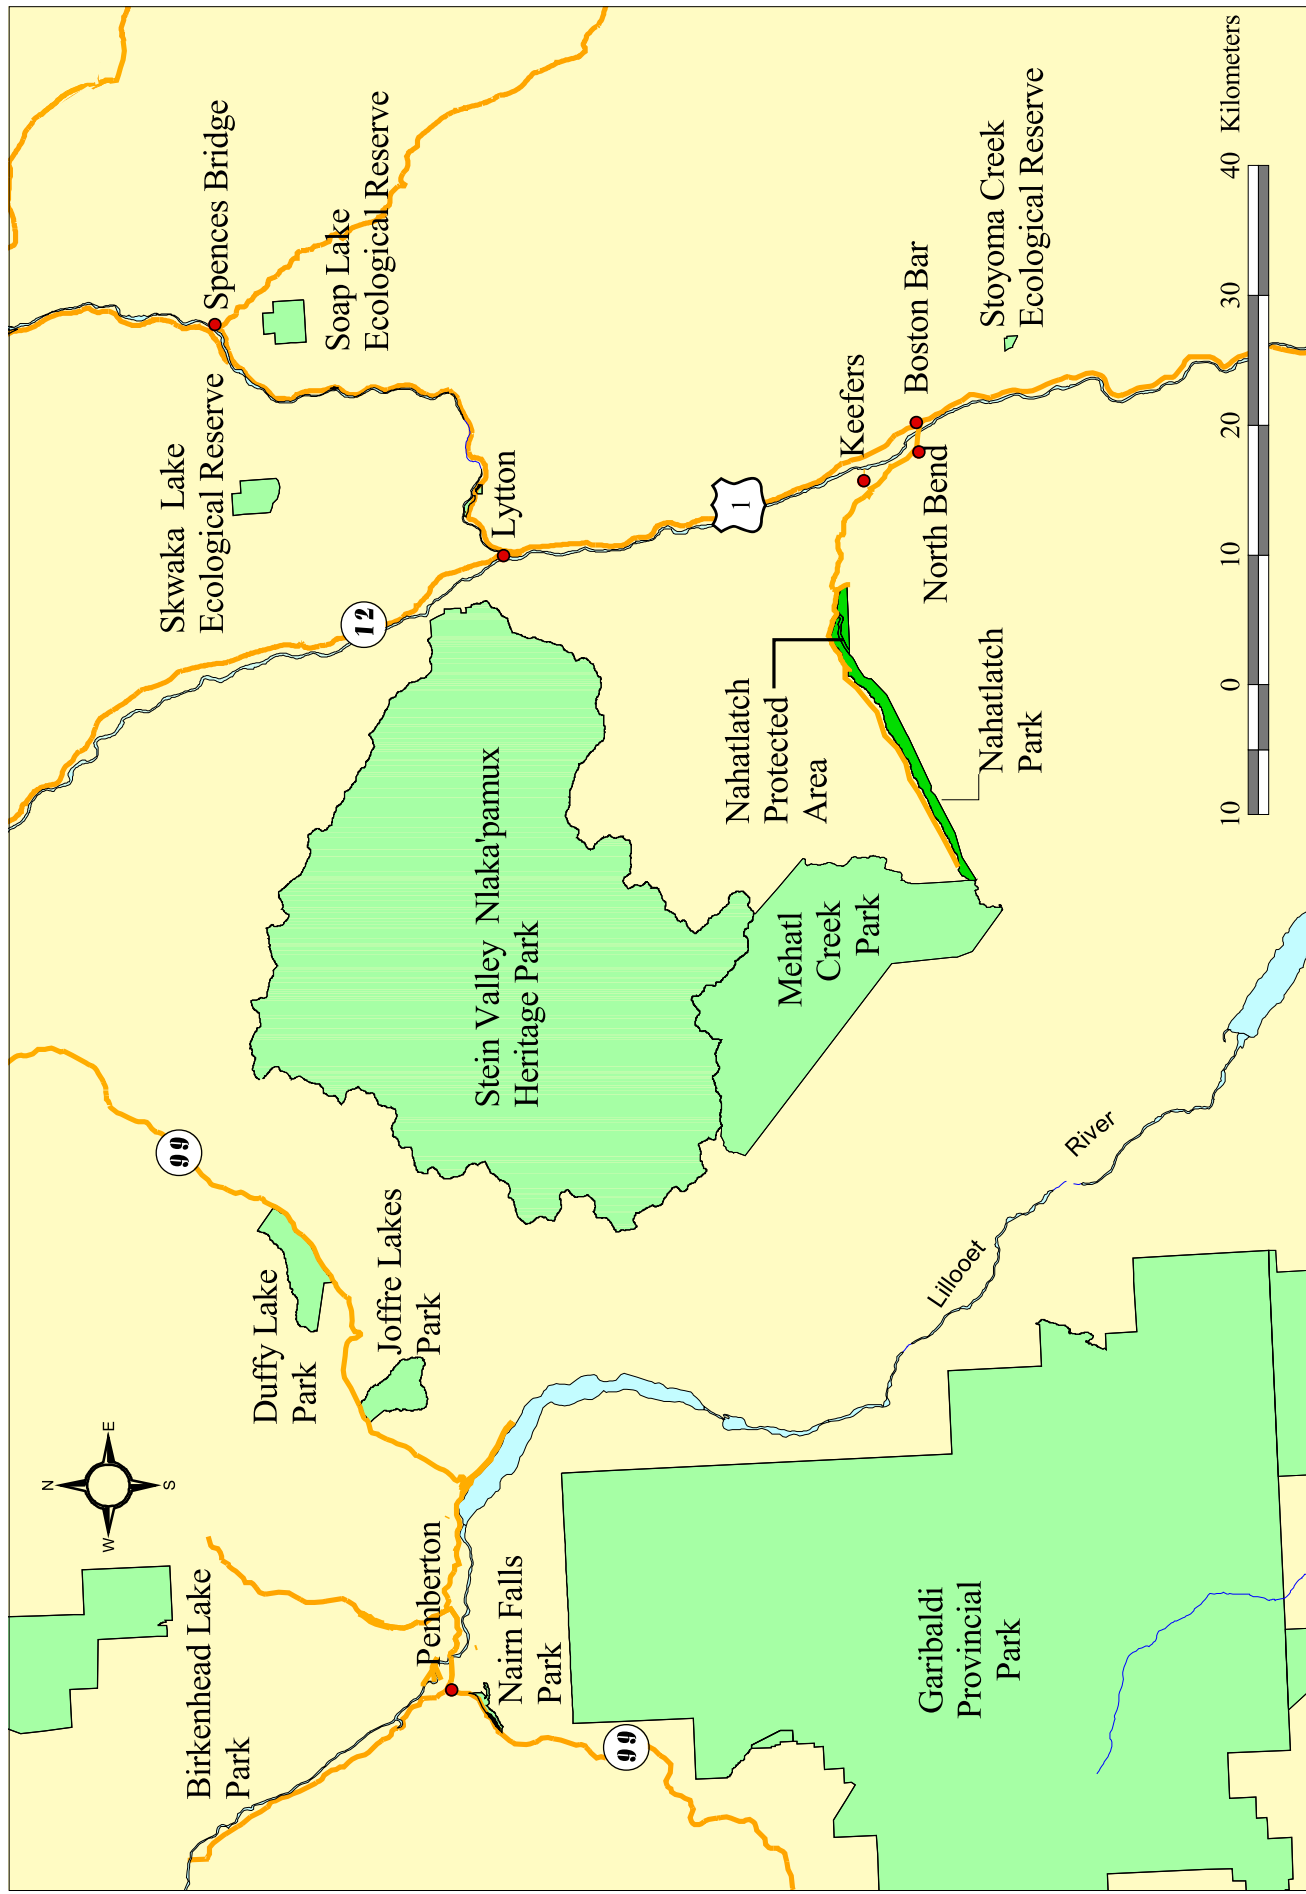 N
W
E
S
Birkenhead Lake
Park
Pemberton
Nairn Falls
Park
99
Duffy Lake
Park
Joffre Lakes
Park
99
Garibaldi
Provincial
Park
Lillooet
River
Stein Valley Nlaka'pamux
Heritage Park
Mehatl
Creek
Park
Nahatlatch
Protected
Area
Nahatlatch
Park
12
Skwaka Lake
Ecological Reserve
Lytton
Spences Bridge
Soap Lake
Ecological Reserve
1
Keefers
North Bend
Boston Bar
Stoyoma Creek
Ecological Reserve
10 0 10 20 30 40 Kilometers